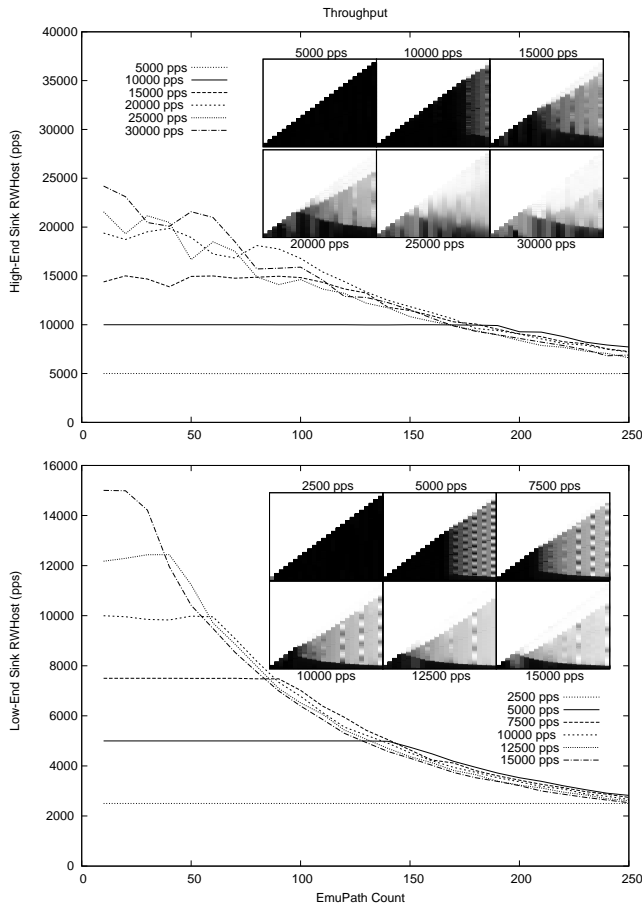 Throughput
40000
35000
30000
25000
20000
15000
10000
5000
0
High-End Sink RWHost (pps)
5000 pps
10000 pps
15000 pps
20000 pps
25000 pps
30000 pps
5000 pps
10000 pps
15000 pps
20000 pps
25000 pps
30000 pps
0
50
100
150
200
250
16000
14000
12000
10000
8000
6000
4000
2000
0
Low-End Sink RWHost (pps)
2500 pps
5000 pps
7500 pps
10000 pps
12500 pps
15000 pps
2500 pps
5000 pps
7500 pps
10000 pps
12500 pps
15000 pps
0
50
100
150
200
250
EmuPath Count